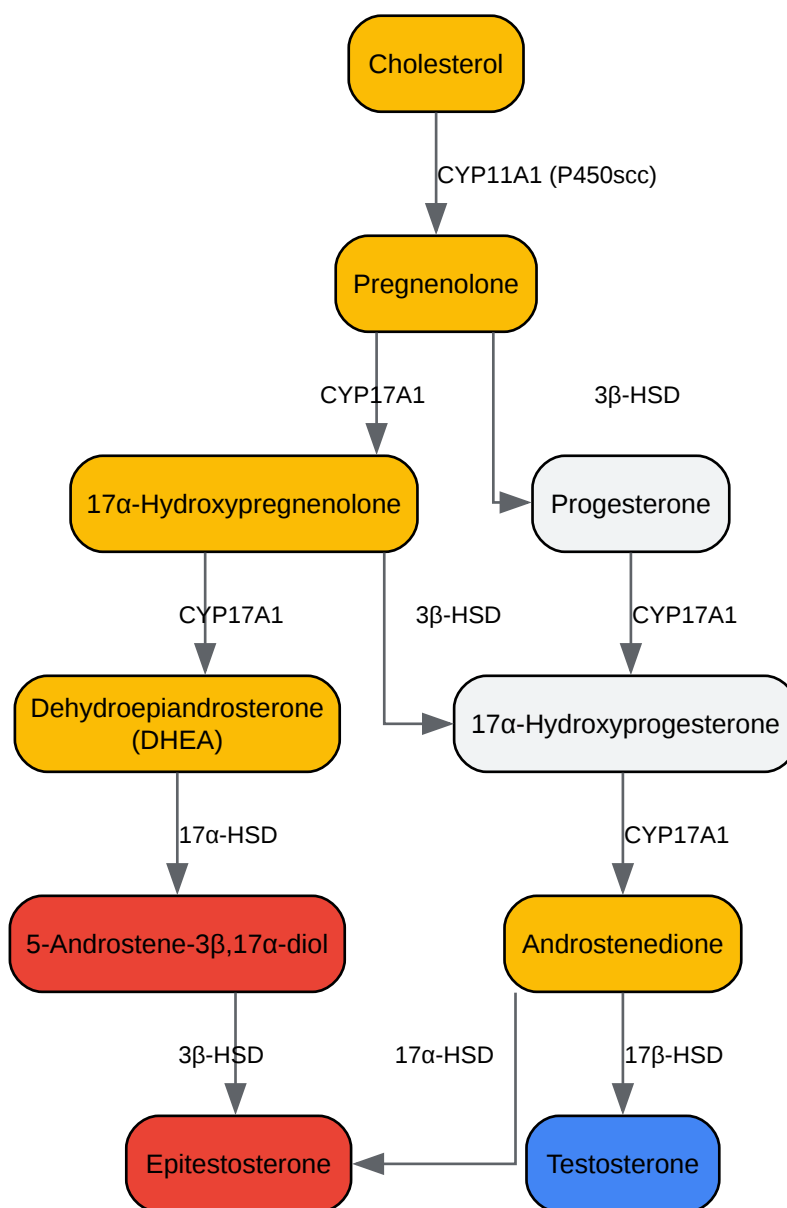 Cholesterol
CYP11A1 (P450scc)
Pregnenolone
CYP17A1
3β-HSD
17α-Hydroxypregnenolone
Progesterone
CYP17A1
3β-HSD
CYP17A1
Dehydroepiandrosterone
(DHEA)
17α-Hydroxyprogesterone
17α-HSD
CYP17A1
5-Androstene-3β,17α-diol
Androstenedione
3β-HSD
17α-HSD
17β-HSD
Epitestosterone
Testosterone